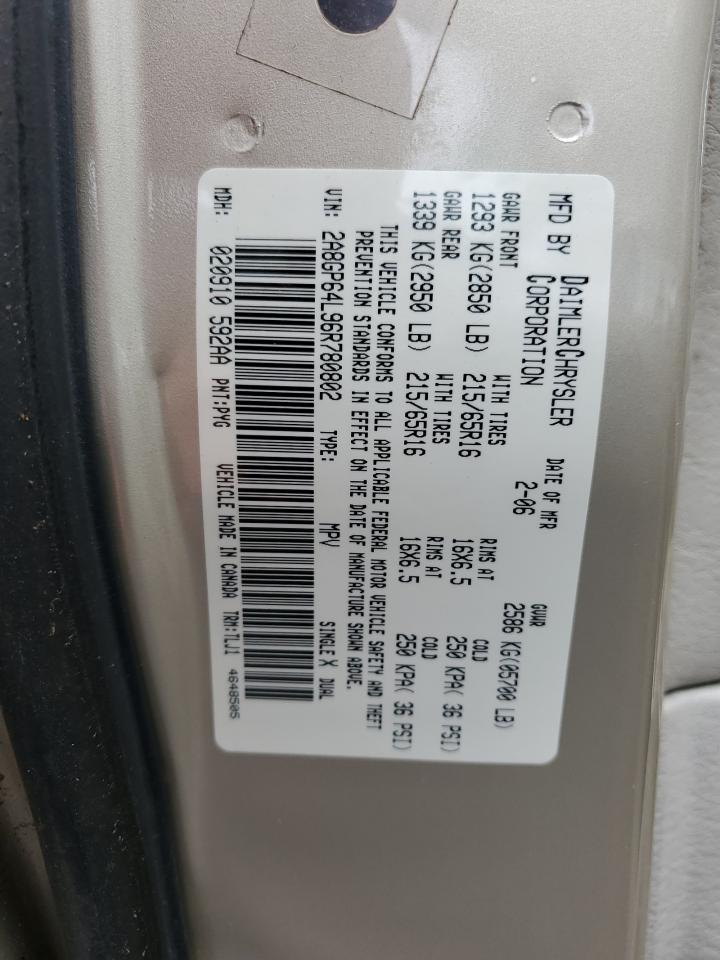 MFD BY DAIMLERCHRYSLER CORPORATION
DATE OF MFR 2-06
GVWR 2586 KG(05700 LB)
GAWR FRONT WITH TIRES RIMS AT COLD
1293 KG(2850 LB) 215/65R16 16X6.5 250 KPA( 36 PSI)
GAWR REAR WITH TIRES RIMS AT COLD
1339 KG(2950 LB) 215/65R16 16X6.5 250 KPA( 36 PSI)
THIS VEHICLE CONFORMS TO ALL APPLICABLE FEDERAL MOTOR VEHICLE SAFETY AND THEFT
PREVENTION STANDARDS IN EFFECT ON THE DATE OF MANUFACTURE SHOWN ABOVE.
VIN: 2A8GP64L96R780802 TYPE: MPV SINGLE X DUAL
MDH: 020910 592AA PNT:PYG VEHICLE MADE IN CANADA TRM:7LJ1 4648505